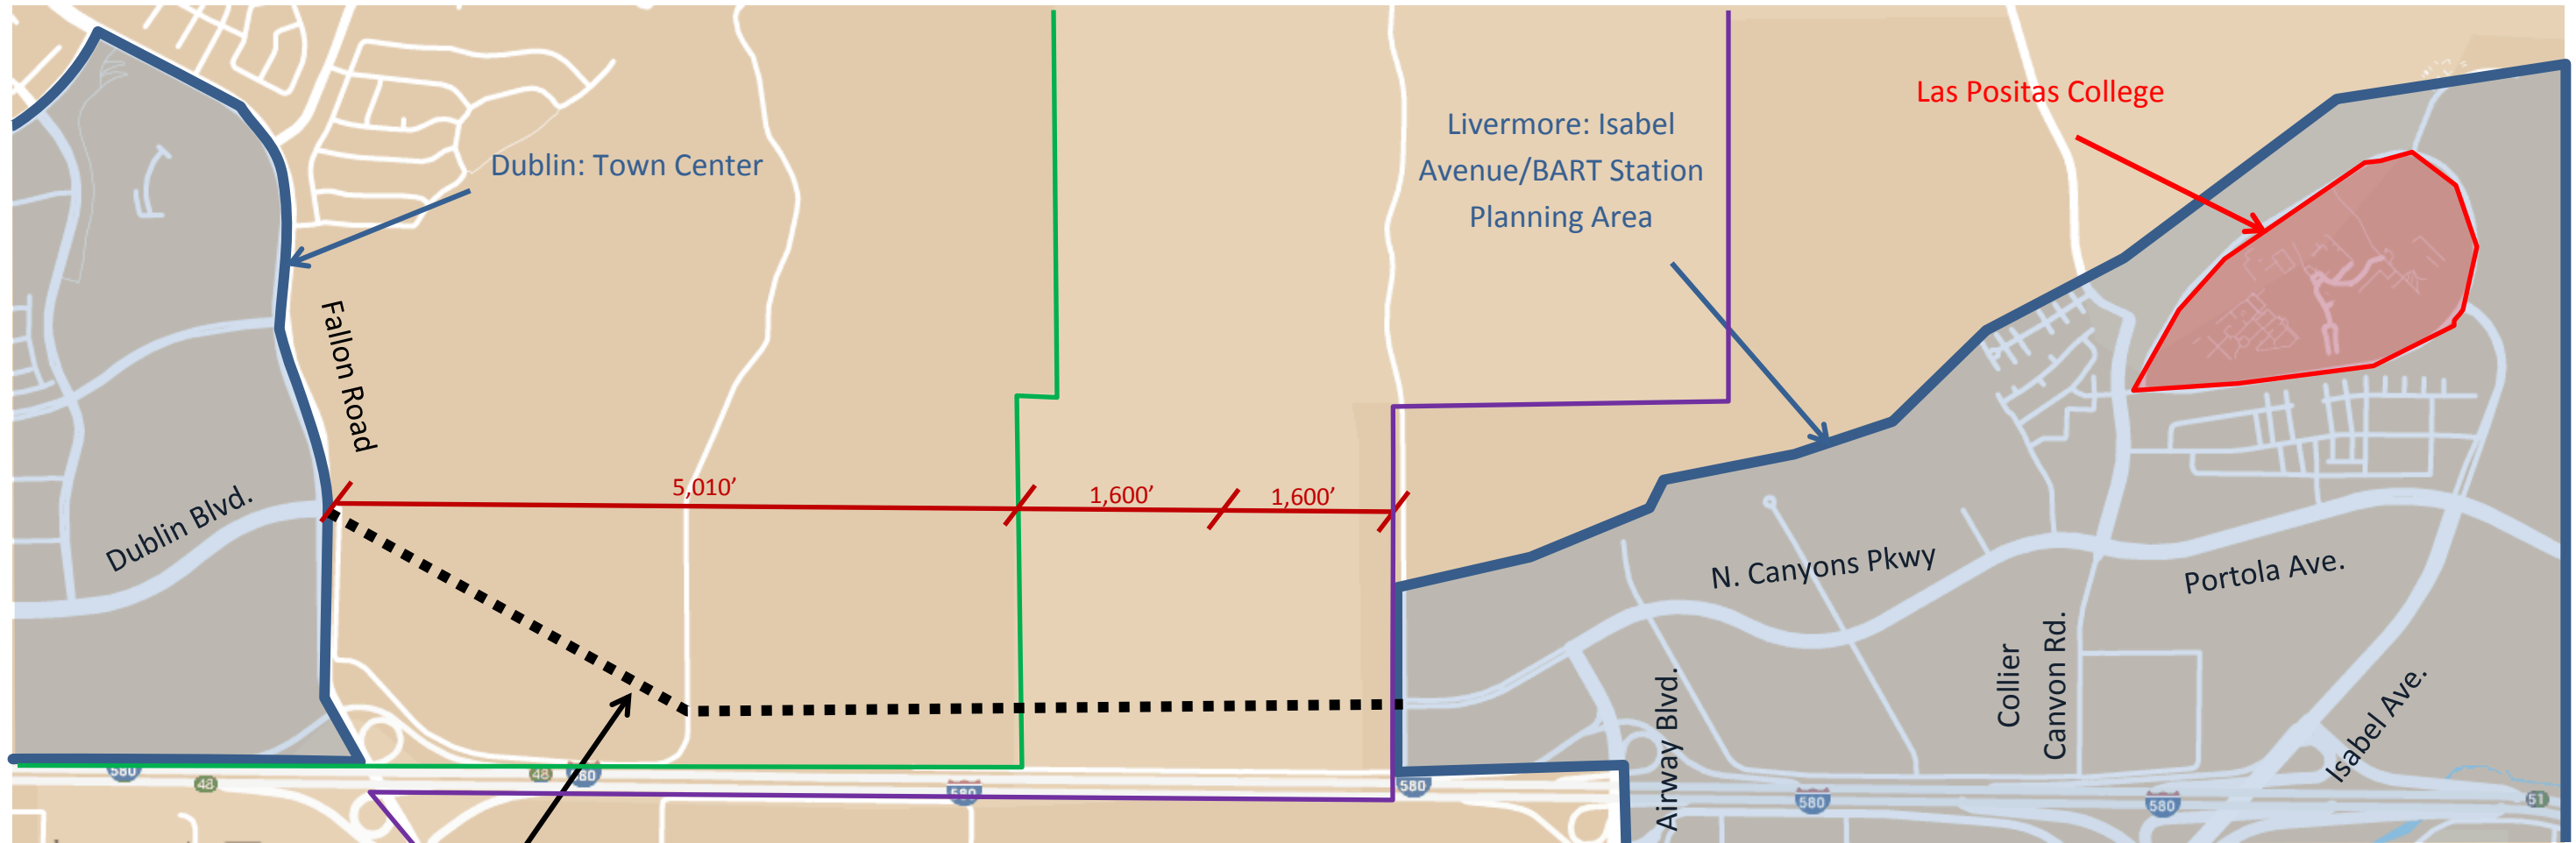 Las Positas College
Livermore: Isabel
Avenue/BART Station
Planning Area
Dublin: Town Center
Fallon Road
5,010’
1,600’
1,600’
Dublin Blvd.
N. Canyons Pkwy
Portola Ave.
Collier
Canyon Rd.
Airway Blvd.
Isabel Ave.
580
48
48
580
580
580
580
580
51